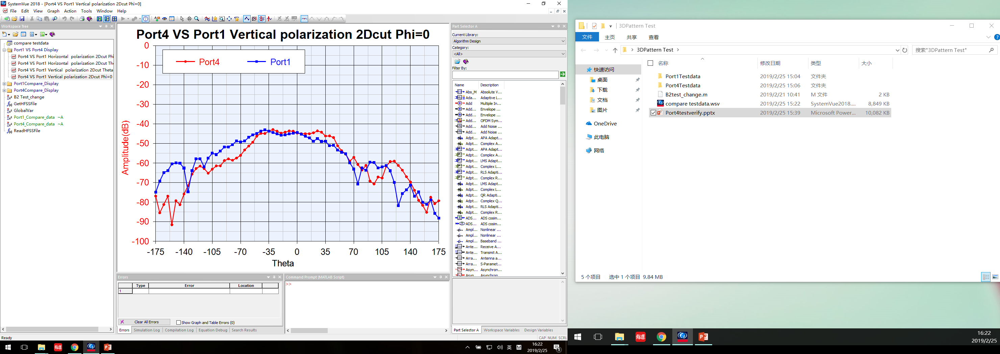 SystemVue 2018 - [Port4 VS Port1 Vertical polarization 2Dcut Phi=0]
File Edit View Graph Action Tools Window Help
Workspace Tree
compare testdata
Port1 VS Port4 Display
Port4 VS Port1 Horizontal polarization 2Dcut Phi
Port4 VS Port1 Horizontal polarization 2Dcut The
Port4 VS Port1 Vertical polarization 2Dcut Theta
Port4 VS Port1 Vertical polarization 2Dcut Phi=0
Port1Compare_Display
Port4Compare_Display
B2 Test_change
GetHFSSFile
GlobalVar
Port1_Compare_data ~A
Port4_Compare_data ~A
ReadHFSSFile
Port4 VS Port1 Vertical polarization 2Dcut Phi=0
Port4 Port1
0
-10
-20
-30
-40
-50
-60
-70
-80
-90
-100
Amplitude(dB)
-175 -140 -105 -70 -35 0 35 70 105 140 175
Theta
Errors
Type Error Location
1
Clear All Errors
Show Graph and Table Errors (0)
Errors Simulation Log Compilation Log Equation Debug Search Results
Command Prompt (MATLAB Script)
>>
Part Selector A
Current Library:
Algorithm Design
Category:
<All>
Filter By:
Name Description
Abs_M Absolute V...
Ada... Adaptive L...
Add Multiple In...
Add... Envelope ...
Add... Envelope ...
Add... OFDM Sym...
Add... Add Noise ...
Add... Add Noise ...
Adpt... APA Adapt...
Adpt... Complex A...
Adpt... APA Adapt...
Adpt... Complex A...
Adpt... LMS Adapt...
Adpt... Complex L...
Adpt... RLS Adapti...
Adpt... Complex R...
Adpt... LMS Adapt...
Adpt... Complex L...
Adpt... QR Adapti...
Adpt... Complex Q...
Adpt... RLS Adapti...
Adpt... Complex R...
ADS... ADS cosim...
ADS... ADS cosim...
Ampl... Nonlinear ...
Ampl... Nonlinear ...
Ampl... Baseband ...
Ante... Receive A...
Ante... Transmit A...
Arra... Antenna a...
Arra... S-Paramet...
Asyn... Asynchron...
Asyn... Asynchron...
Part Selector A Workspace Variables Design Variables
Ready
CAP NUM SCRL
有道
英 M
16:22
2019/2/25
1
3DPattern Test
文件 主页 共享 查看
3DPattern Test
搜索"3DPattern Test"
名称 修改日期 类型 大小
快速访问
桌面
下载
文档
图片
OneDrive
此电脑
网络
Port1Testdata 2019/2/25 15:04 文件夹
Port4Testdata 2019/2/25 15:06 文件夹
B2test_change.m 2019/2/21 10:41 M 文件 2 KB
compare testdata.wsv 2019/2/25 15:22 SystemVue2018.... 8,849 KB
Port4testverify.pptx 2019/2/25 15:39 Microsoft Power... 10,082 KB
5 个项目 选中 1 个项目 9.84 MB
有道
16:22
2019/2/25